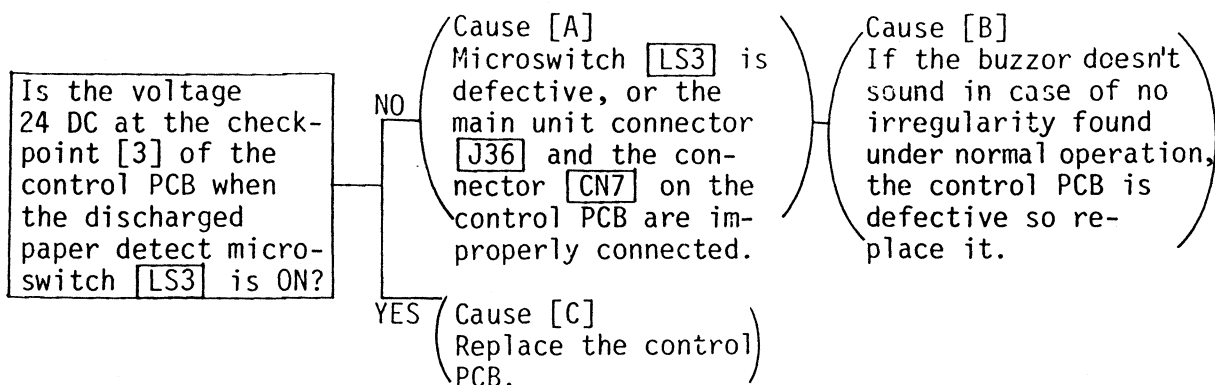 Is the voltage
24 DC at the check-
point [3] of the
control PCB when
the discharged
paper detect micro-
switch LS3 is ON?
NO
Cause [A]
Microswitch LS3 is
defective, or the
main unit connector
J36 and the con-
nector CN7 on the
control PCB are im-
properly connected.
Cause [B]
If the buzzor doesn't
sound in case of no
irregularity found
under normal operation,
the control PCB is
defective so re-
place it.
YES
Cause [C]
Replace the control
PCB.